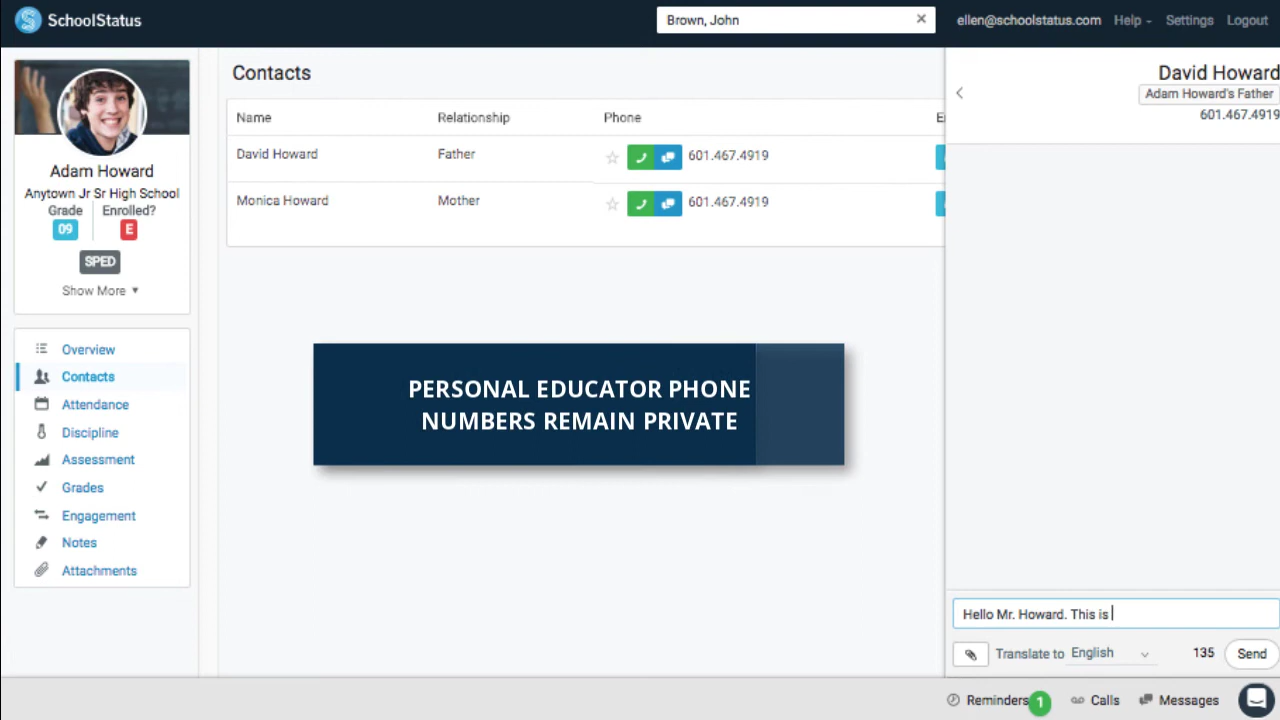 SchoolStatus
Brown, John
ellen@schoolstatus.com Help Settings Logout
Adam Howard
Anytown Jr Sr High School
Grade Enrolled?
09 E
SPED
Show More
Overview
Contacts
Attendance
Discipline
Assessment
Grades
Engagement
Notes
Attachments
Contacts
Name Relationship Phone
David Howard Father 601.467.4919
Monica Howard Mother 601.467.4919
PERSONAL EDUCATOR PHONE
NUMBERS REMAIN PRIVATE
David Howard
Adam Howard's Father
601.467.4919
Hello Mr. Howard. This is
Translate to English 135 Send
Reminders 1 Calls Messages